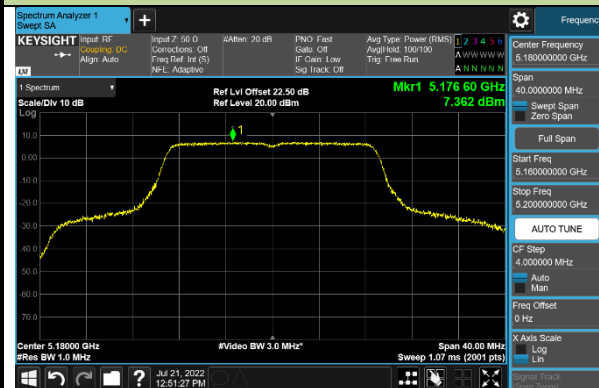 Spectrum Analyzer 1
Swept SA
Frequency
KEYSIGHT
Input: RF
Coupling: DC
Align: Auto
Input Z: 50 Ω
Corrections: Off
Freq Ref: Int (S)
NFE: Adaptive
#Atten: 20 dB
PNO: Fast
Gate: Off
IF Gain: Low
Sig Track: Off
Avg Type: Power (RMS)
Avg|Hold: 100/100
Trig: Free Run
1 2 3 4 5 6
A W W W W W
A N N N N N
LXI
1 Spectrum
Scale/Div 10 dB
Log
Ref Lvl Offset 22.50 dB
Ref Level 20.00 dBm
Mkr1 5.176 60 GHz
7.362 dBm
1
10.0
0.00
-10.0
-20.0
-30.0
-40.0
-50.0
-60.0
-70.0
Center 5.18000 GHz
#Res BW 1.0 MHz
#Video BW 3.0 MHz*
Span 40.00 MHz
Sweep 1.07 ms (2001 pts)
Jul 21, 2022
12:51:27 PM
Center Frequency
5.180000000 GHz
Span
40.0000000 MHz
Swept Span
Zero Span
Full Span
Start Freq
5.160000000 GHz
Stop Freq
5.200000000 GHz
AUTO TUNE
CF Step
4.000000 MHz
Auto
Man
Freq Offset
0 Hz
X Axis Scale
Log
Lin
Signal Track
(Span Zoom)